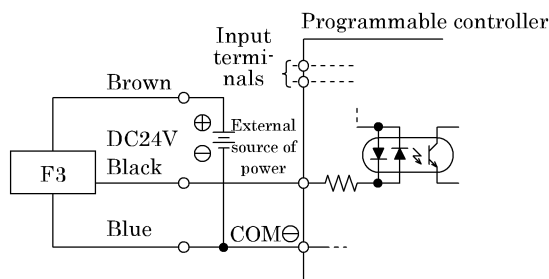 Programmable controller
Input
termi-
nals
Brown
DC24V
⊕
⊖
External
source of
power
F3
Black
Blue
COM⊖